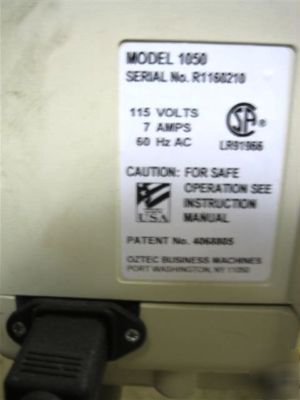 MODEL 1050
SERIAL No. R1160210
115 VOLTS
7 AMPS
60 Hz AC
SA ®
LR91966
CAUTION: FOR SAFE
OPERATION SEE
INSTRUCTION
MANUAL
USA
PATENT No. 4068805
OZTEC BUSINESS MACHINES
PORT WASHINGTON, NY 11050